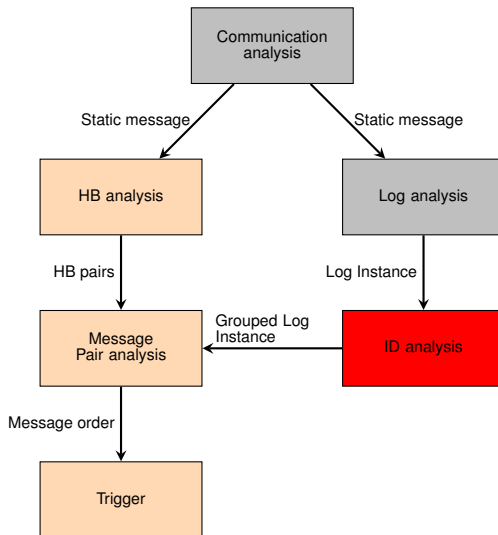 Communication
analysis
Static message
Static message
HB analysis
Log analysis
HB pairs
Log Instance
Grouped Log
Instance
Message
Pair analysis
ID analysis
Message order
Trigger